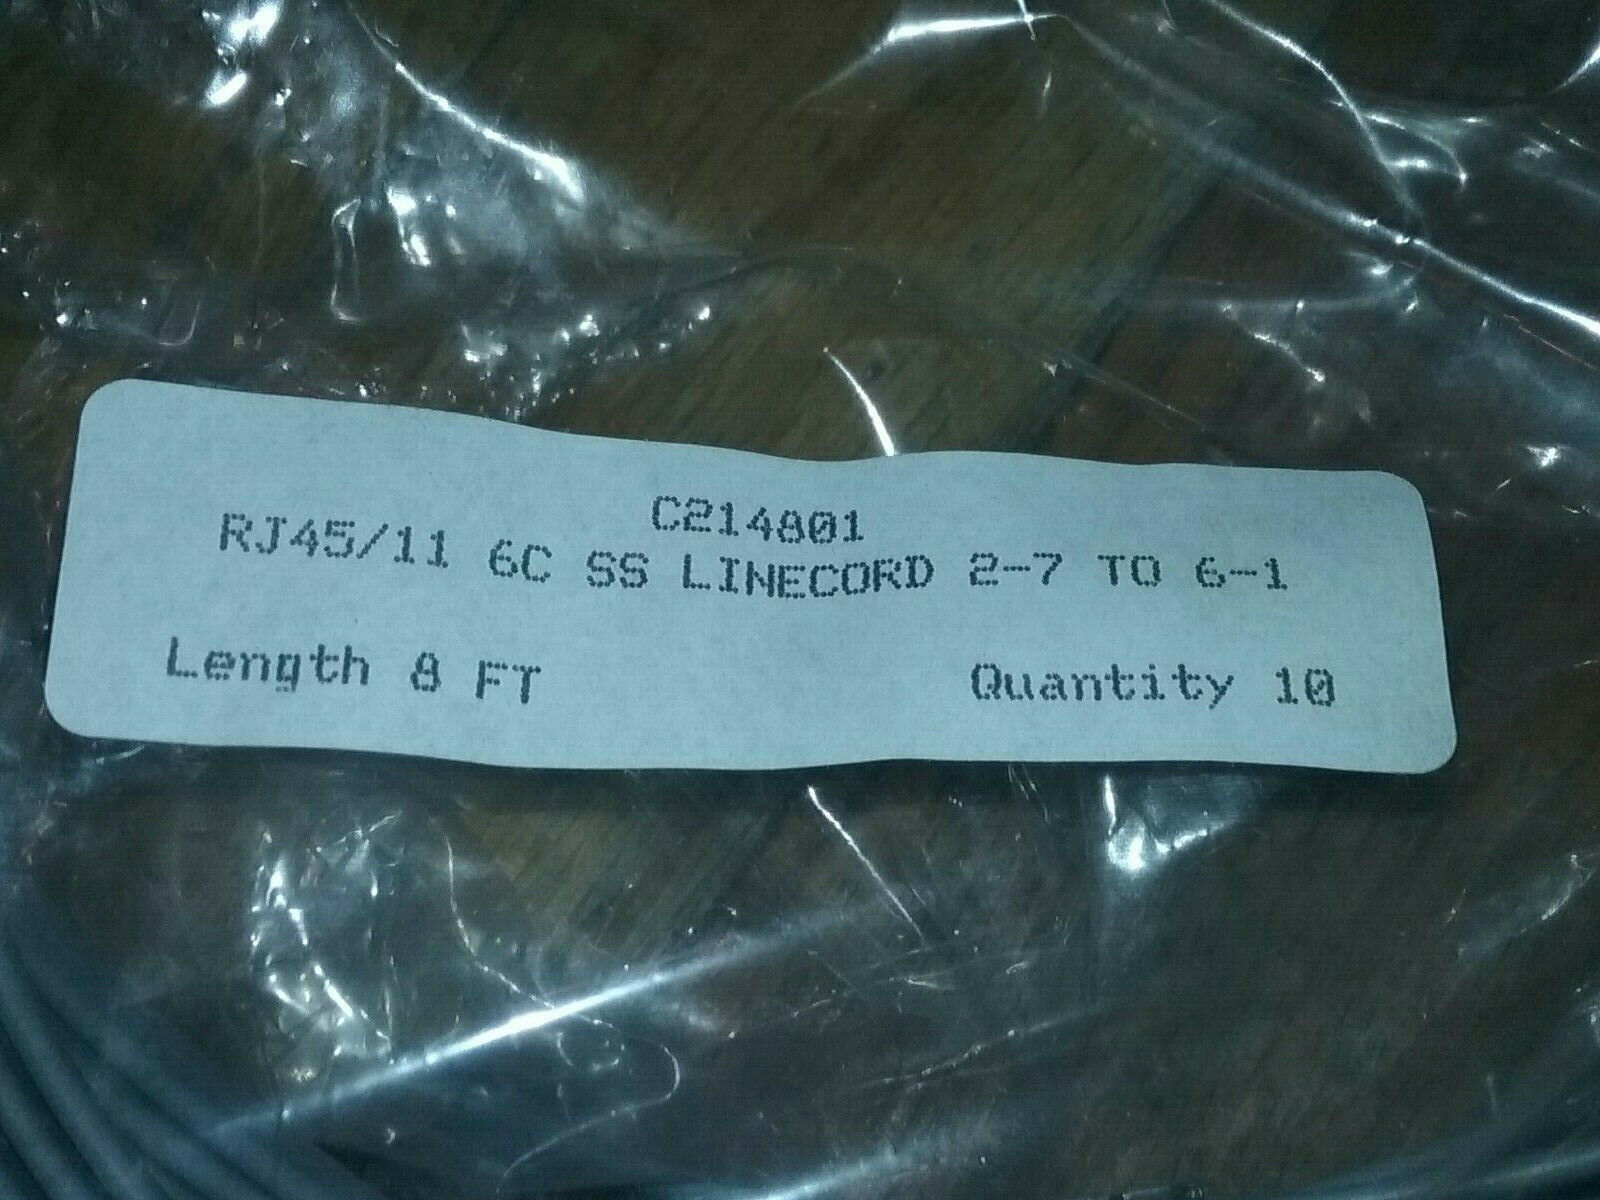 C214801
RJ45/11 6C SS LINECORD 2-7 TO 6-1
Length 8 FT Quantity 10